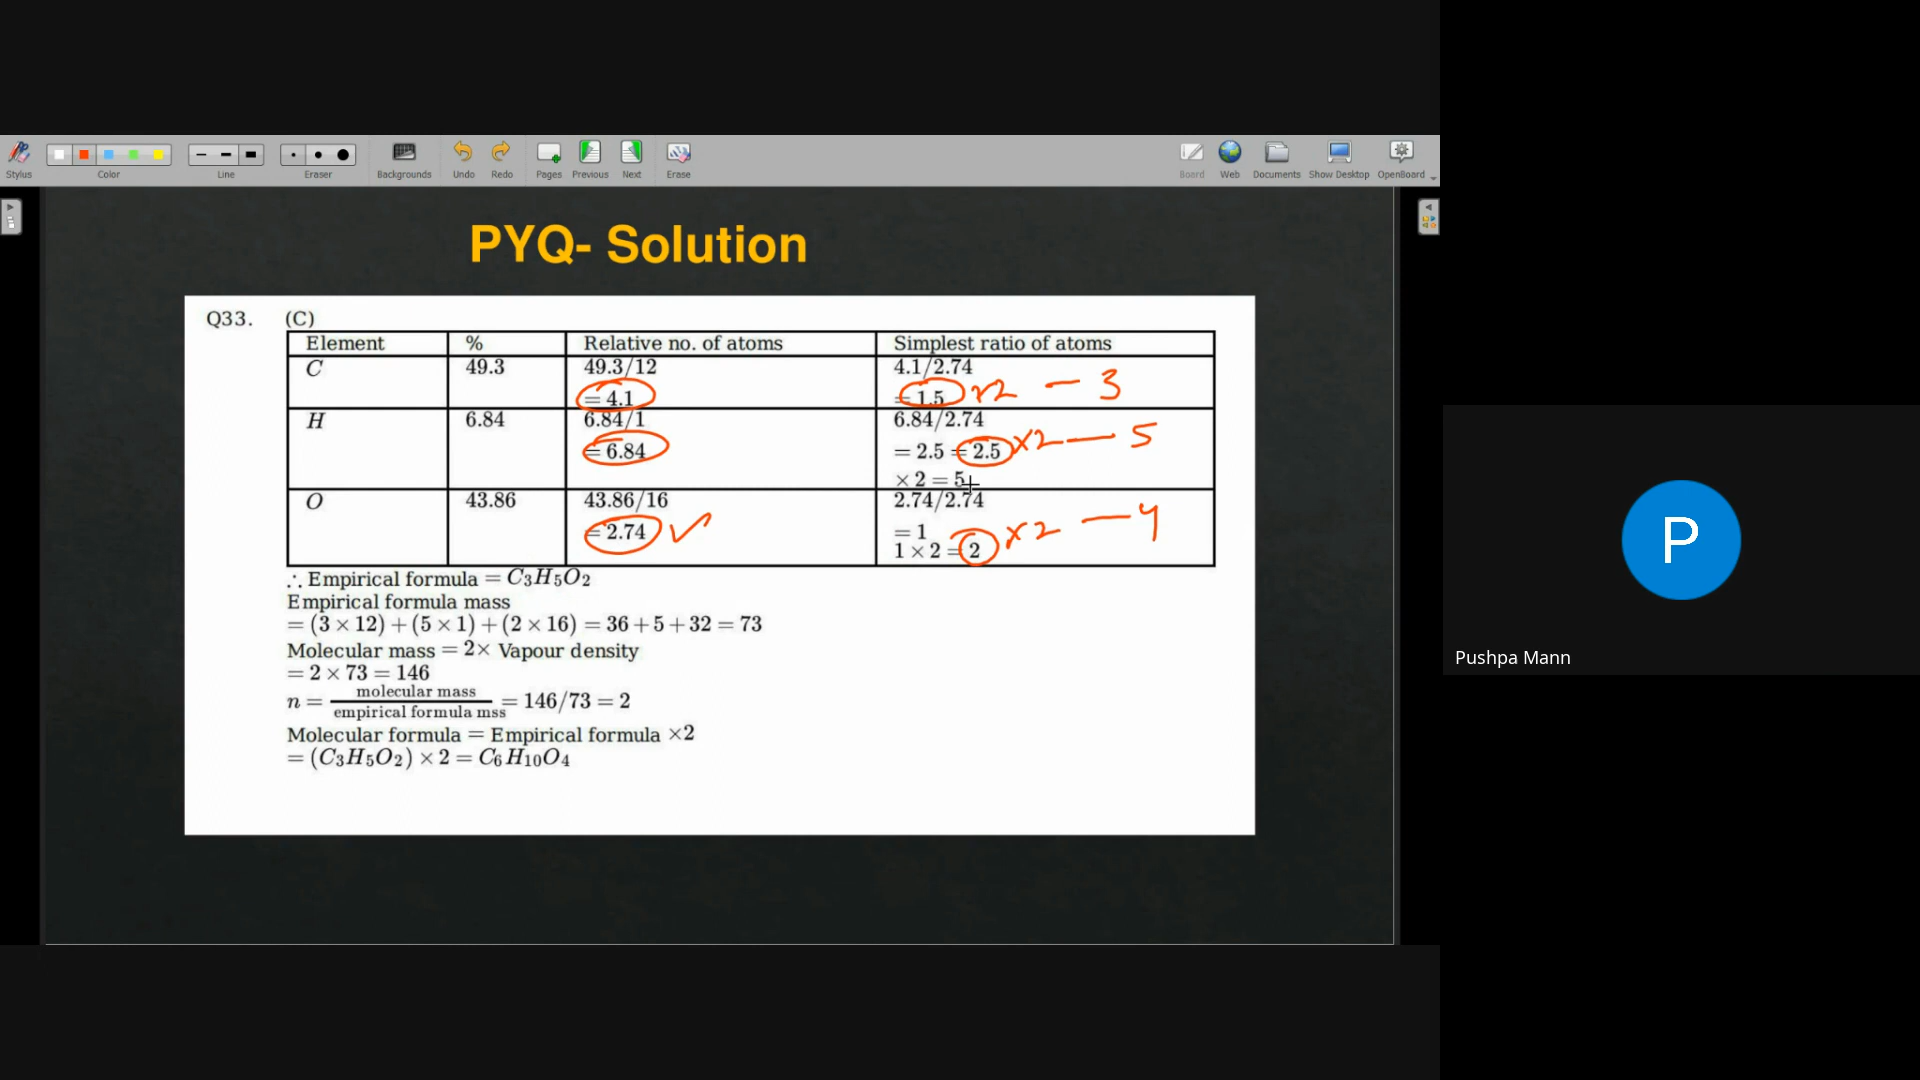 Stylus Color Line Eraser Backgrounds Undo Redo Pages Previous Next Erase Board Web Documents Show Desktop OpenBoard
PYQ- Solution
Q33. (C)
Element % Relative no. of atoms Simplest ratio of atoms
C 49.3 49.3/12 4.1/2.74
= 4.1 = 1.5 ×2 — 3
H 6.84 6.84/1 6.84/2.74
= 6.84 = 2.5 = 2.5 ×2 — 5
× 2 = 5
O 43.86 43.86/16 2.74/2.74
= 2.74 ✓ = 1
1 × 2 = 2 ×2 — 4
∴ Empirical formula = C₃H₅O₂
Empirical formula mass
= (3 × 12) + (5 × 1) + (2 × 16) = 36 + 5 + 32 = 73
Molecular mass = 2× Vapour density
= 2 × 73 = 146
n = molecular mass / empirical formula mss = 146/73 = 2
Molecular formula = Empirical formula ×2
= (C₃H₅O₂) × 2 = C₆H₁₀O₄
P
Pushpa Mann